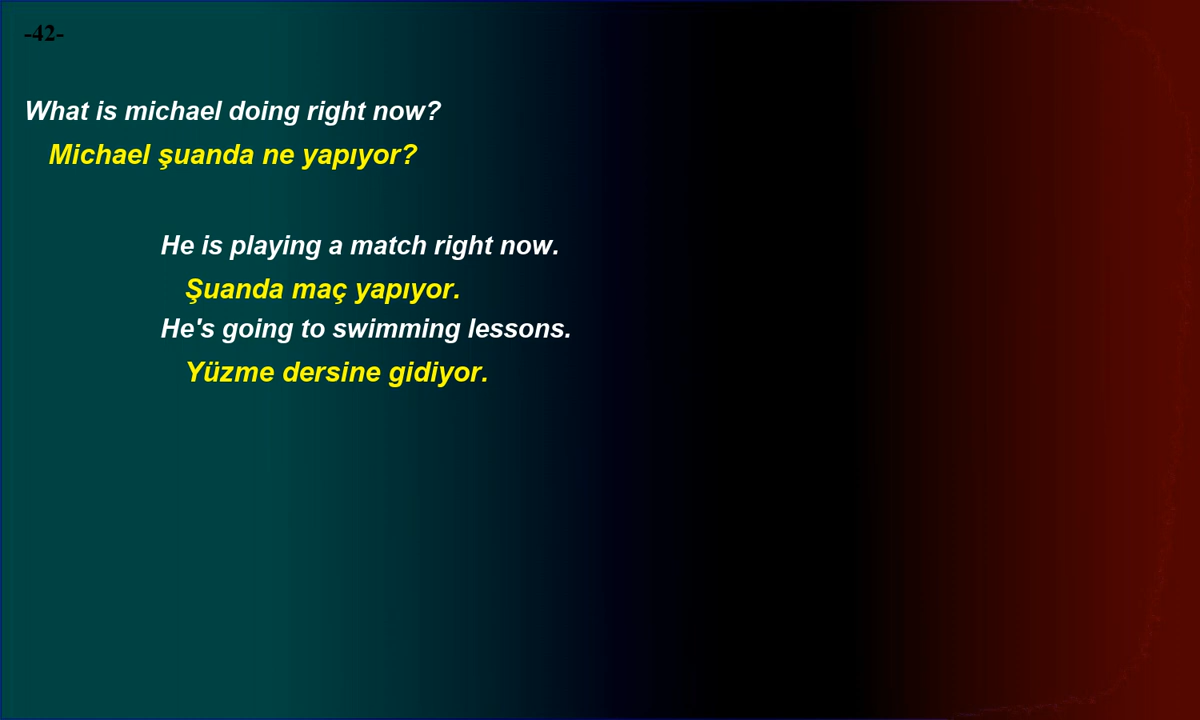 -42-
What is michael doing right now?
Michael şuanda ne yapıyor?
He is playing a match right now.
Şuanda maç yapıyor.
He's going to swimming lessons.
Yüzme dersine gidiyor.